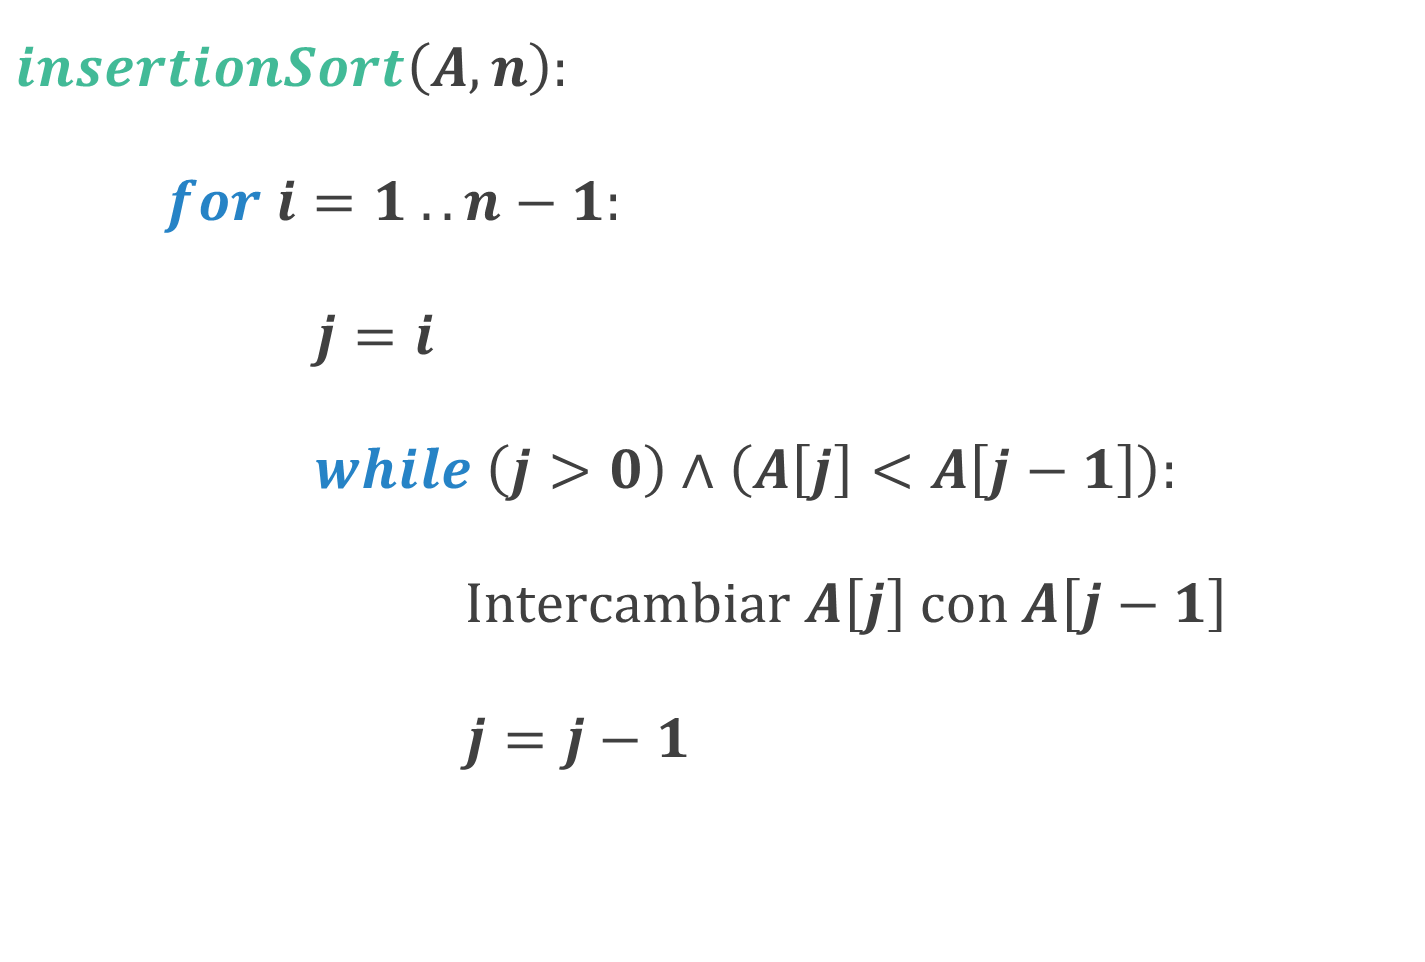 insertionSort(A, n):
for i = 1 .. n − 1:
j = i
while (j > 0) ∧ (A[j] < A[j − 1]):
Intercambiar A[j] con A[j − 1]
j = j − 1